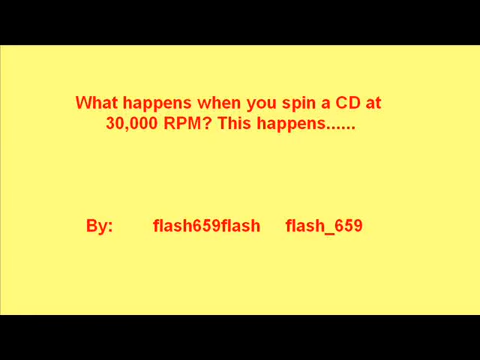 What happens when you spin a CD at
30,000 RPM? This happens......
By: flash659flash flash_659